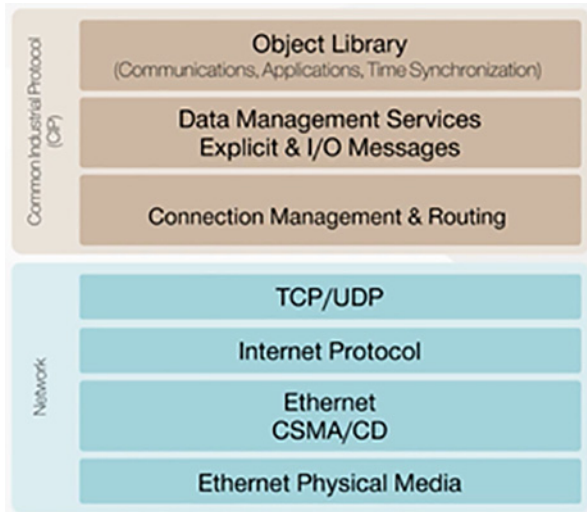 Common Industrial Protocol
(CIP)
Object Library
(Communications, Applications, Time Synchronization)
Data Management Services
Explicit & I/O Messages
Connection Management & Routing
Network
TCP/UDP
Internet Protocol
Ethernet
CSMA/CD
Ethernet Physical Media